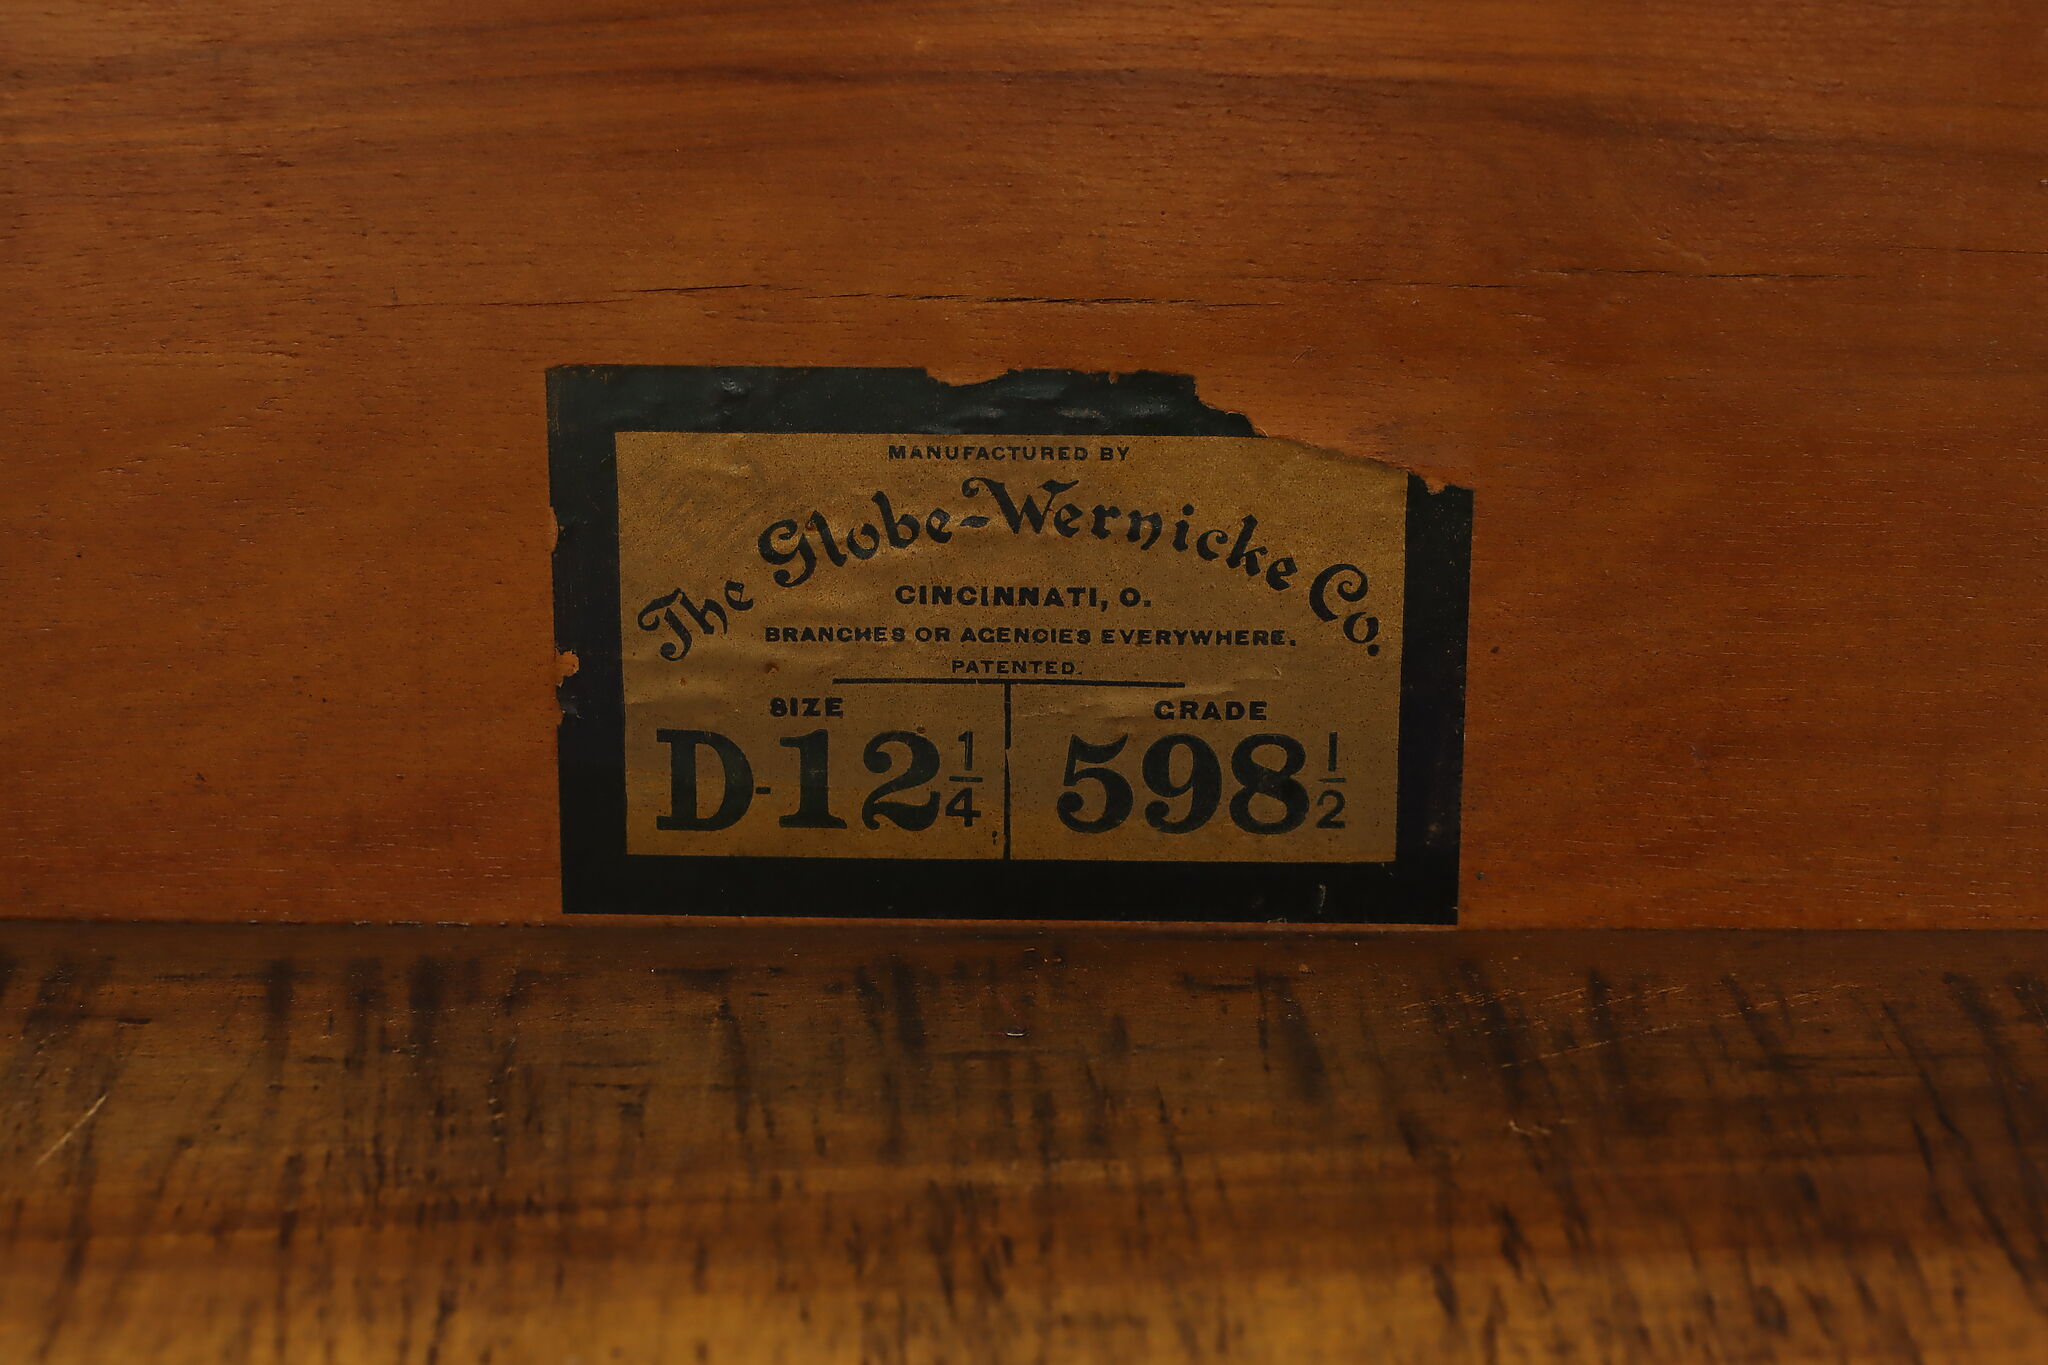 MANUFACTURED BY
The Globe-Wernicke Co.
CINCINNATI, O.
BRANCHES OR AGENCIES EVERYWHERE.
PATENTED.
SIZE GRADE
D-12 1/4 598 1/2